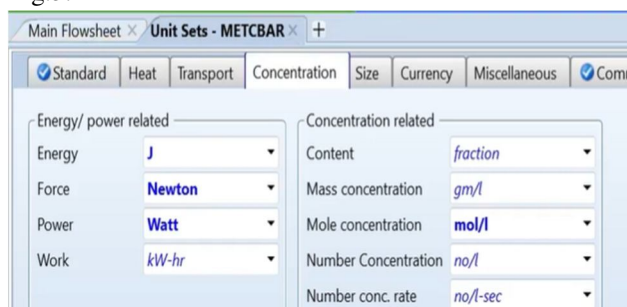 Main Flowsheet × Unit Sets - METCBAR × +
Standard Heat Transport Concentration Size Currency Miscellaneous
Energy/ power related
Energy J
Force Newton
Power Watt
Work kW-hr
Concentration related
Content fraction
Mass concentration gm/l
Mole concentration mol/l
Number Concentration no/l
Number conc. rate no/l-sec